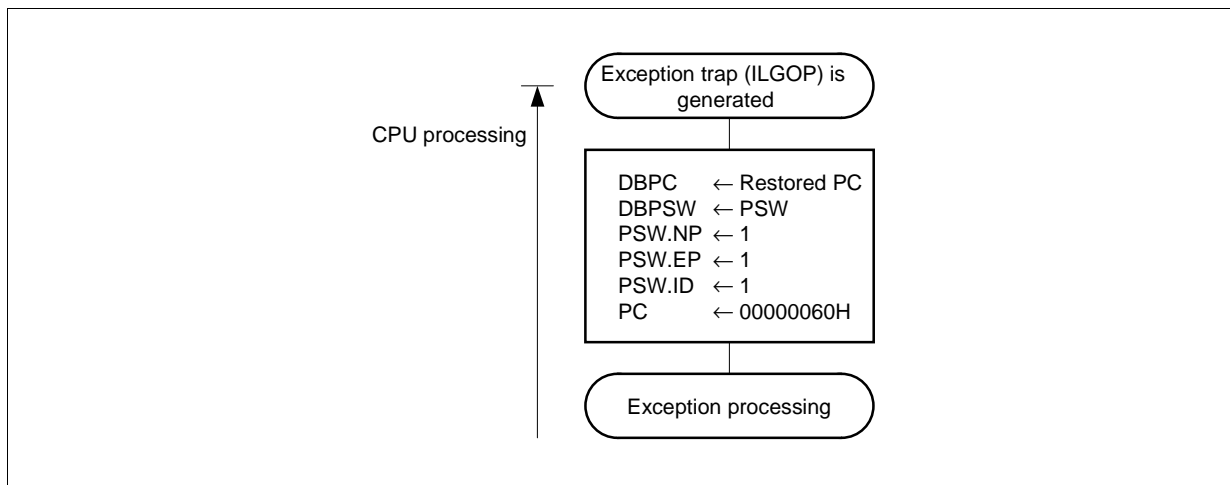 Exception trap (ILGOP) is
generated
CPU processing
DBPC ← Restored PC
DBPSW ← PSW
PSW.NP ← 1
PSW.EP ← 1
PSW.ID ← 1
PC ← 00000060H
Exception processing